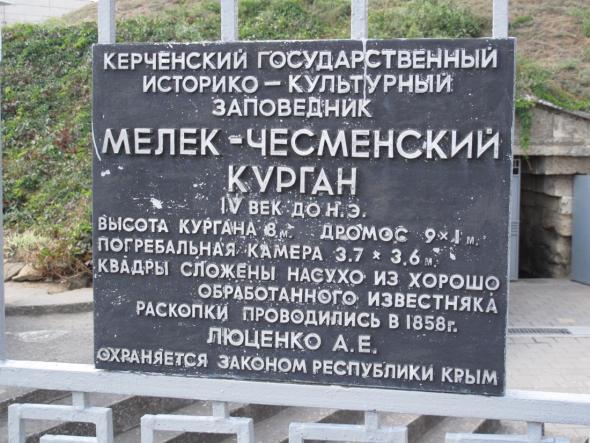 КЕРЧЕНСКИЙ ГОСУДАРСТВЕННЫЙ
ИСТОРИКО – КУЛЬТУРНЫЙ
ЗАПОВЕДНИК
МЕЛЕК - ЧЕСМЕНСКИЙ
КУРГАН
IV ВЕК ДО Н.Э.
ВЫСОТА КУРГАНА 8 м. ДРОМОС 9×1 м.
ПОГРЕБАЛЬНАЯ КАМЕРА 3.7 × 3,6 м.
КВАДРЫ СЛОЖЕНЫ НАСУХО ИЗ ХОРОШО
ОБРАБОТАННОГО ИЗВЕСТНЯКА
РАСКОПКИ ПРОВОДИЛИСЬ В 1858г.
ЛЮЦЕНКО А.Е.
ОХРАНЯЕТСЯ ЗАКОНОМ РЕСПУБЛИКИ КРЫМ